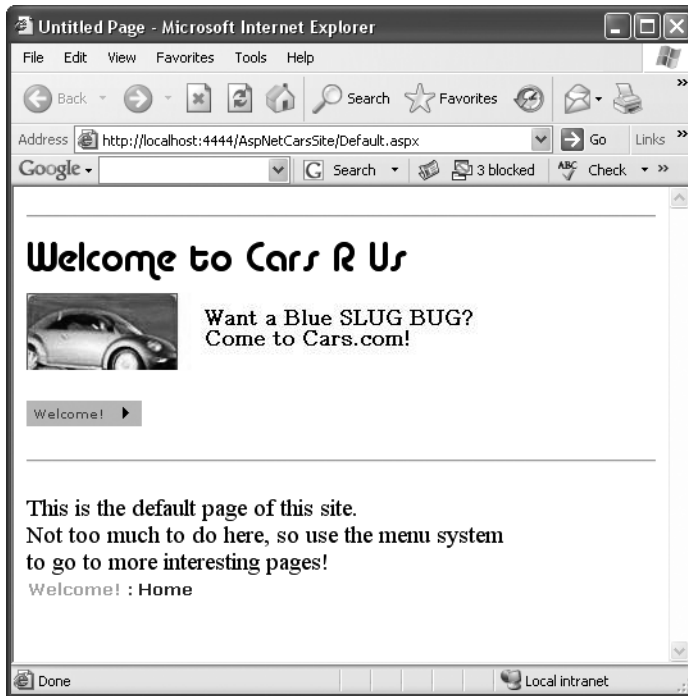 Untitled Page - Microsoft Internet Explorer
File Edit View Favorites Tools Help
Back Search Favorites »
Address http://localhost:4444/AspNetCarsSite/Default.aspx Go Links »
Google Search 3 blocked ABC Check »
Welcome to Cars R Us
Want a Blue SLUG BUG?
Come to Cars.com!
Welcome!
This is the default page of this site.
Not too much to do here, so use the menu system
to go to more interesting pages!
Welcome! : Home
Done Local intranet